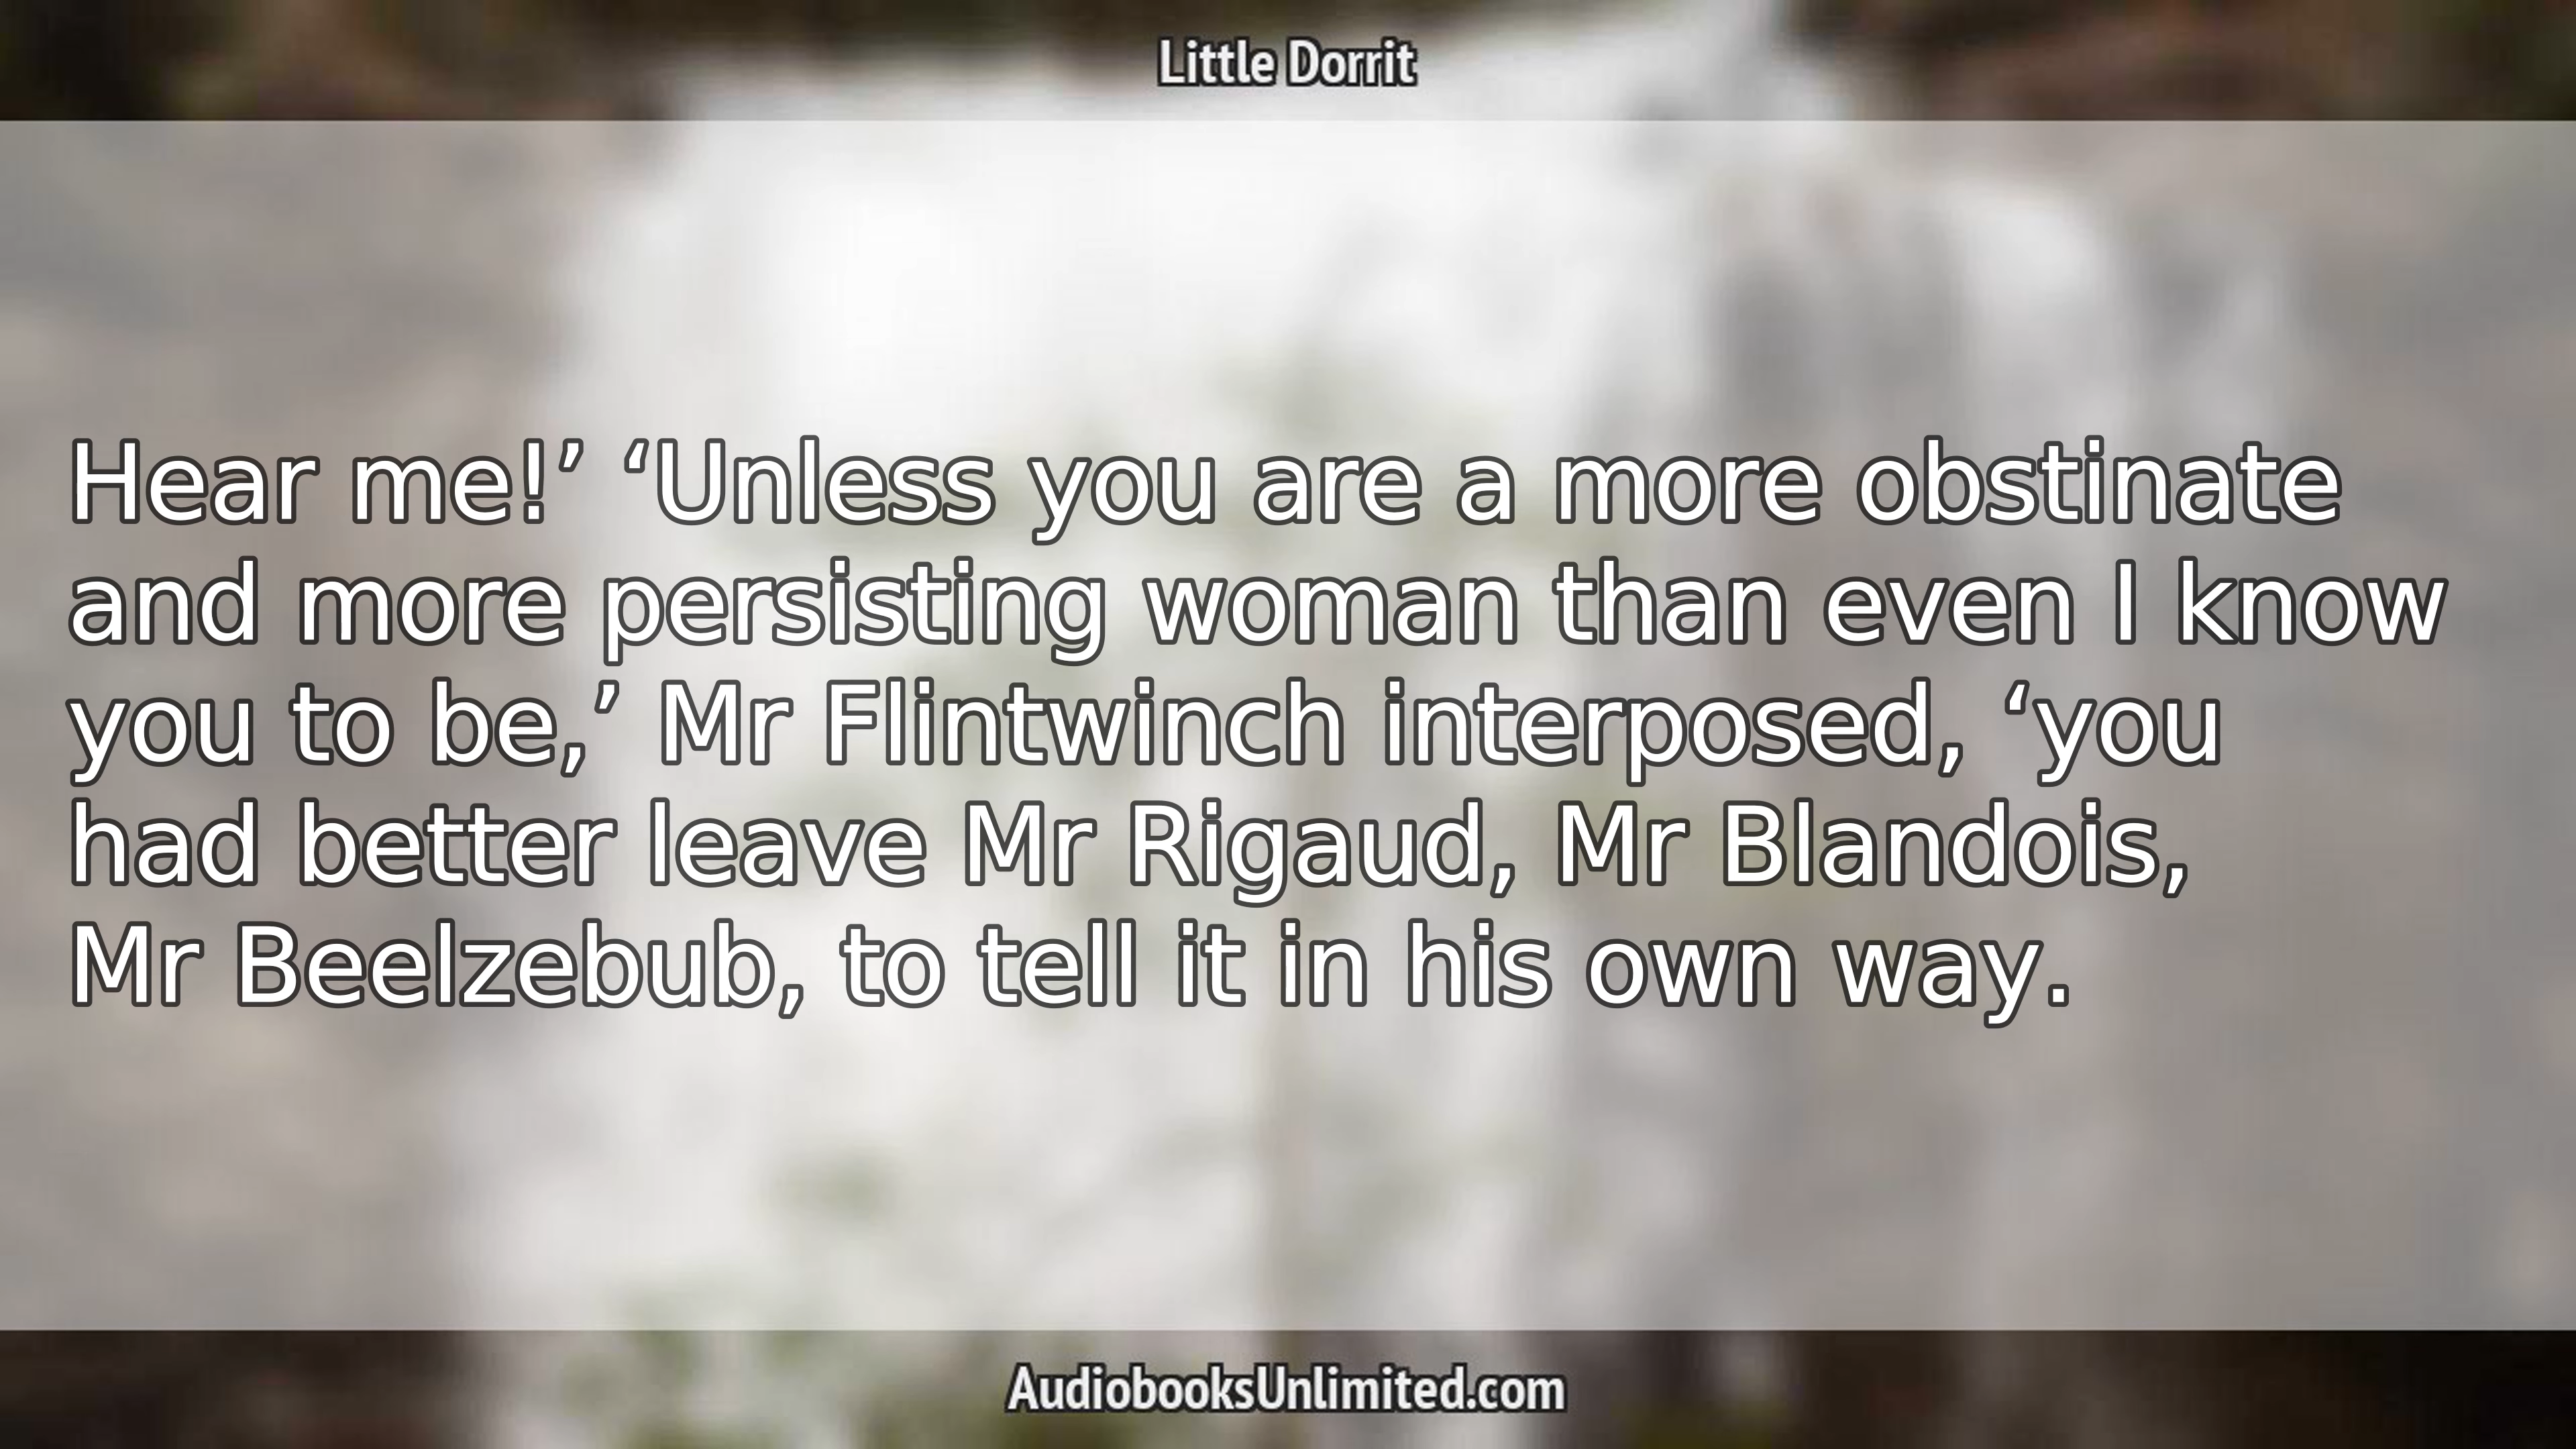 Little Dorrit
Hear me!’ ‘Unless you are a more obstinate
and more persisting woman than even I know
you to be,’ Mr Flintwinch interposed, ‘you
had better leave Mr Rigaud, Mr Blandois,
Mr Beelzebub, to tell it in his own way.
AudiobooksUnlimited.com